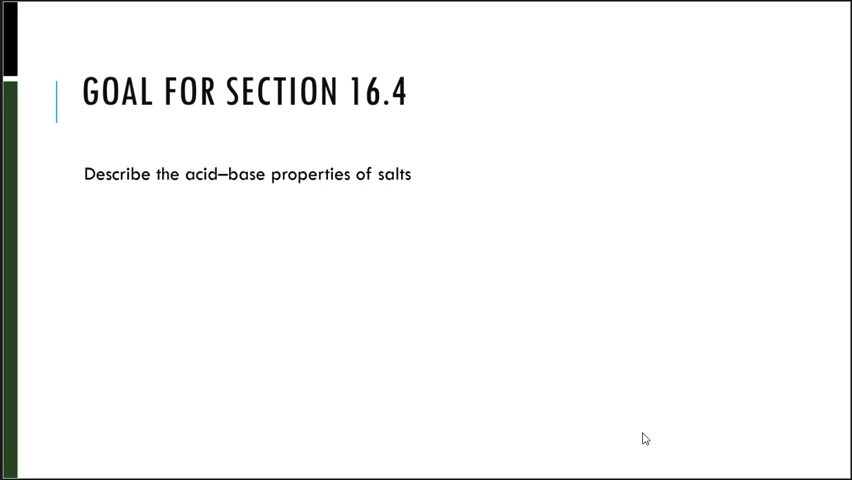 GOAL FOR SECTION 16.4
Describe the acid–base properties of salts